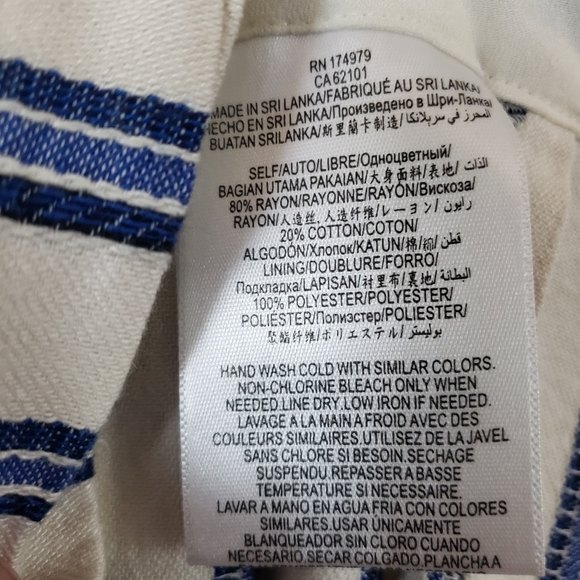 RN 174979
CA 62101
MADE IN SRI LANKA/FABRIQUÉ AU SRI LANKA/
HECHO EN SRI LANKA/Произведено в Шри-Ланка/
BUATAN SRILANKA/斯里蘭卡制造/المحرز في سريلانكا
SELF/AUTO/LIBRE/Одноцветный/
BAGIAN UTAMA PAKAIAN/大身面料/表地/الذات
80% RAYON/RAYONNE/RAYÓN/Вискоза/
RAYON/人造丝,人造纤维/レーヨン/رايون
20% COTTON/COTON/
ALGODÓN/Хлопок/KATUN/棉/綿/قطن
LINING/DOUBLURE/FORRO/
Подкладка/LAPISAN/衬里布/裏地/البطانة
100% POLYESTER/POLYESTER/
POLIÉSTER/Полиэстер/POLIESTER/
聚酯纤维/ポリエステル/بوليستر
HAND WASH COLD WITH SIMILAR COLORS.
NON-CHLORINE BLEACH ONLY WHEN
NEEDED.LINE DRY.LOW IRON IF NEEDED.
LAVAGE A LA MAIN A FROID AVEC DES
COULEURS SIMILAIRES.UTILISEZ DE LA JAVEL
SANS CHLORE SI BESOIN.SECHAGE
SUSPENDU.REPASSER A BASSE
TEMPERATURE SI NECESSAIRE.
LAVAR A MANO EN AGUA FRIA CON COLORES
SIMILARES.USAR ÚNICAMENTE
BLANQUEADOR SIN CLORO CUANDO
NECESARIO.SECAR COLGADO.PLANCHA A